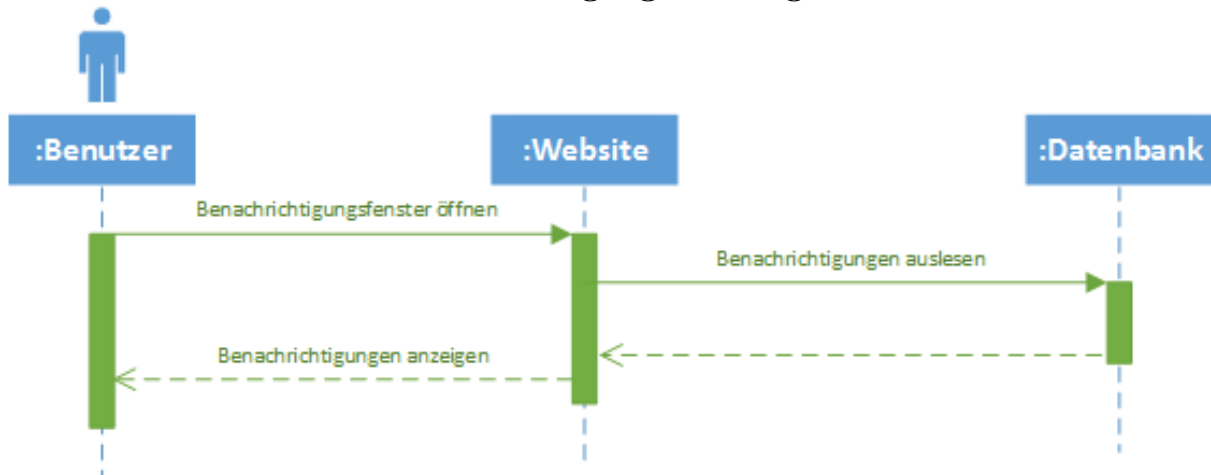 :Benutzer
:Website
:Datenbank
Benachrichtigungsfenster öffnen
Benachrichtigungen auslesen
Benachrichtigungen anzeigen